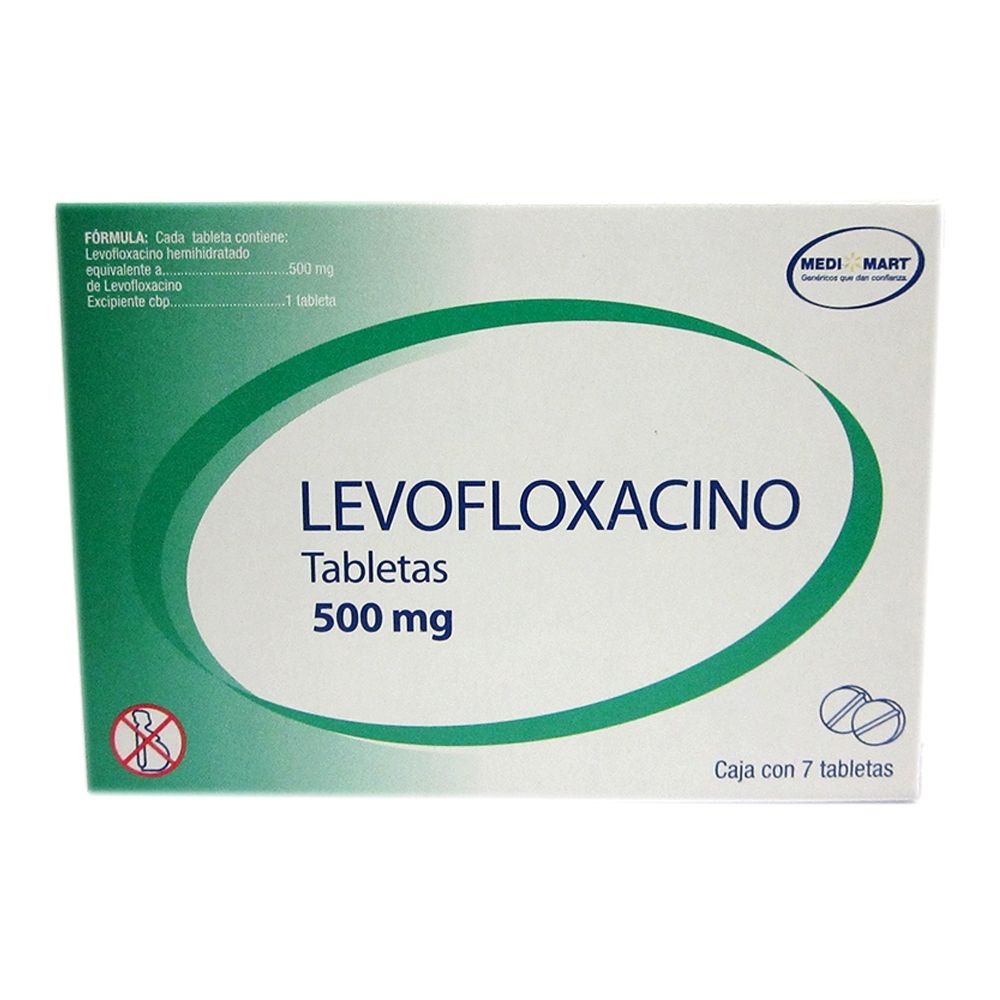 FÓRMULA: Cada tableta contiene:
Levofloxacino hemihidratado
equivalente a...............................500 mg
de Levofloxacino
Excipiente cbp............................1 tableta
MEDI MART
Genéricos que dan confianza.
LEVOFLOXACINO
Tabletas
500 mg
Caja con 7 tabletas